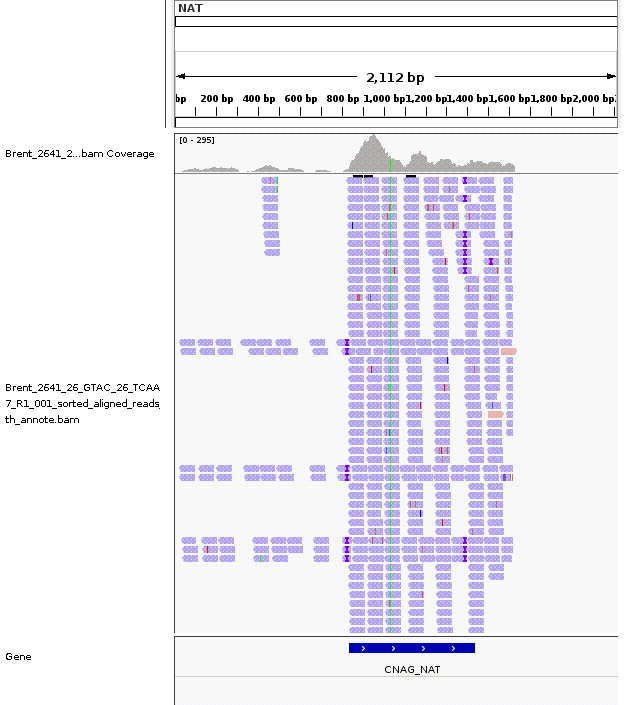 NAT
2,112 bp
bp 200 bp 400 bp 600 bp 800 bp 1,000 bp 1,200 bp 1,400 bp 1,600 bp 1,800 bp 2,000 bp 2
[0 - 295]
Brent_2641_2...bam Coverage
Brent_2641_26_GTAC_26_TCAA
7_R1_001_sorted_aligned_reads_
th_annote.bam
Gene
CNAG_NAT